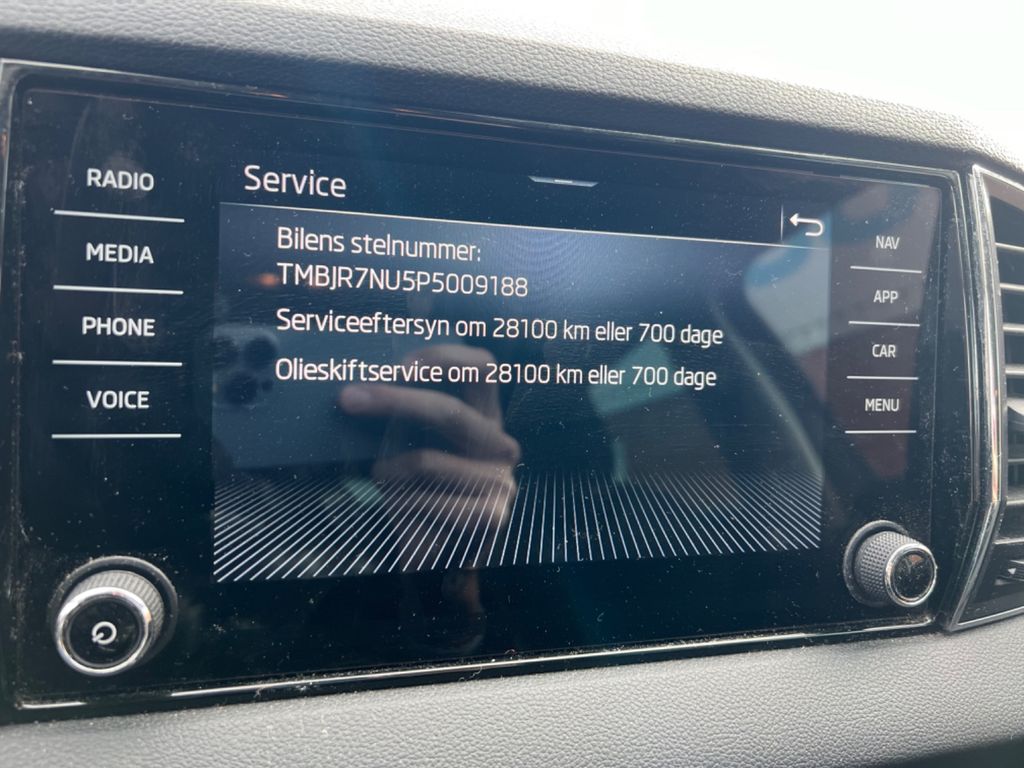 RADIO
MEDIA
PHONE
VOICE
Service
Bilens stelnummer:
TMBJR7NU5P5009188
Serviceeftersyn om 28100 km eller 700 dage
Olieskiftservice om 28100 km eller 700 dage
NAV
APP
CAR
MENU